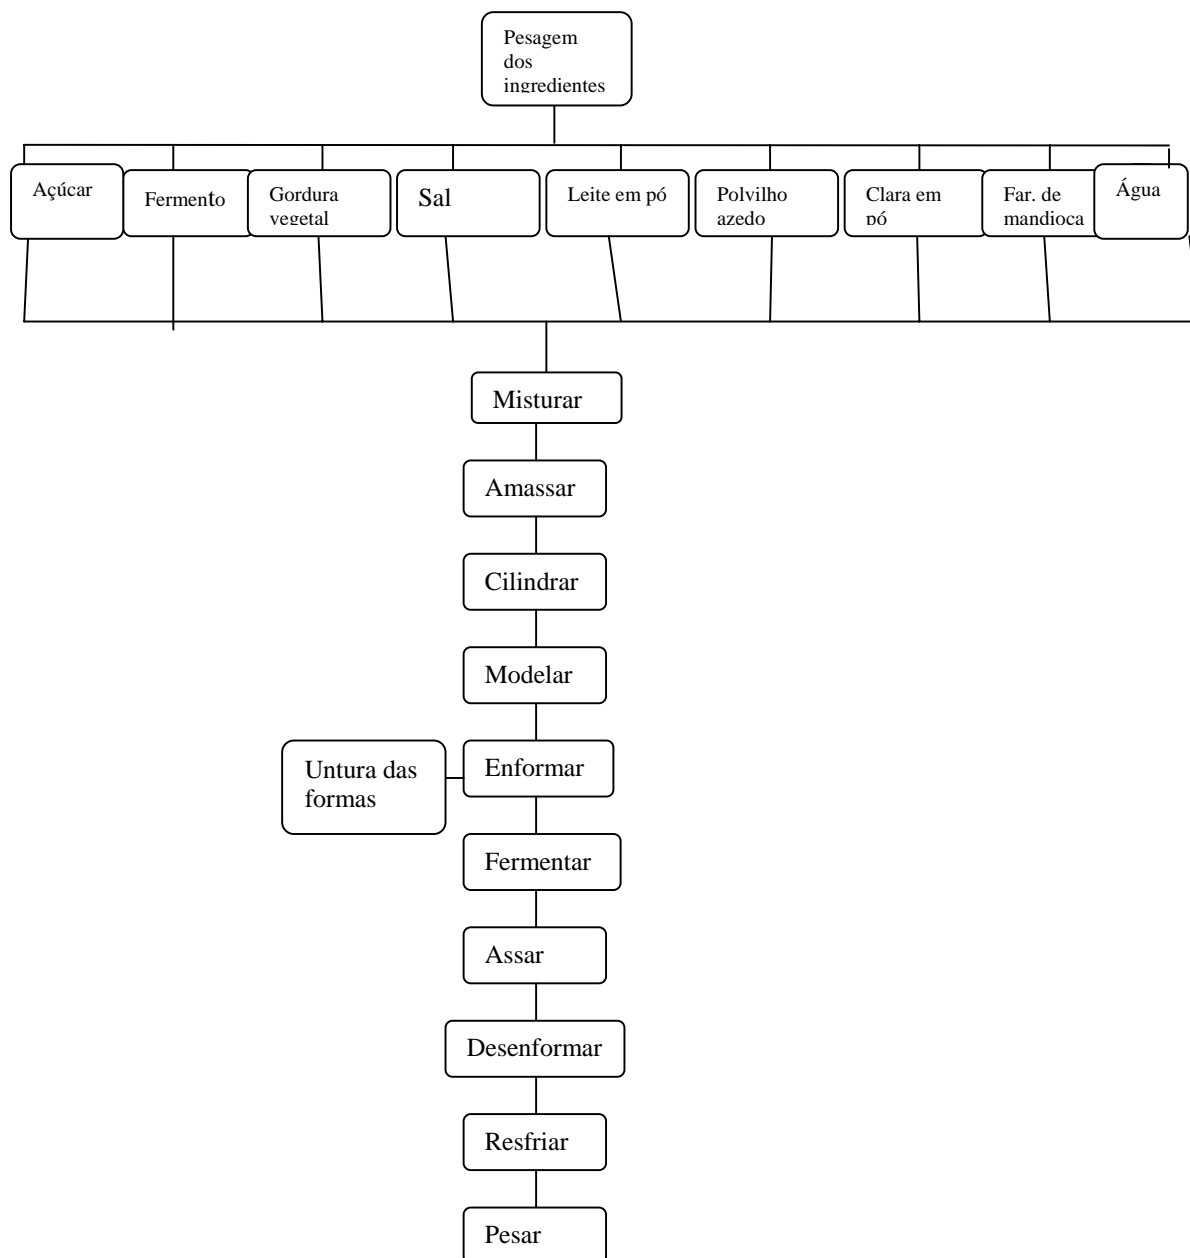 Pesagem
dos
ingredientes
Açúcar
Fermento
Gordura
vegetal
Sal
Leite em pó
Polvilho
azedo
Clara em
pó
Far. de
mandioca
Água
Misturar
Amassar
Cilindrar
Modelar
Untura das
formas
Enformar
Fermentar
Assar
Desenformar
Resfriar
Pesar